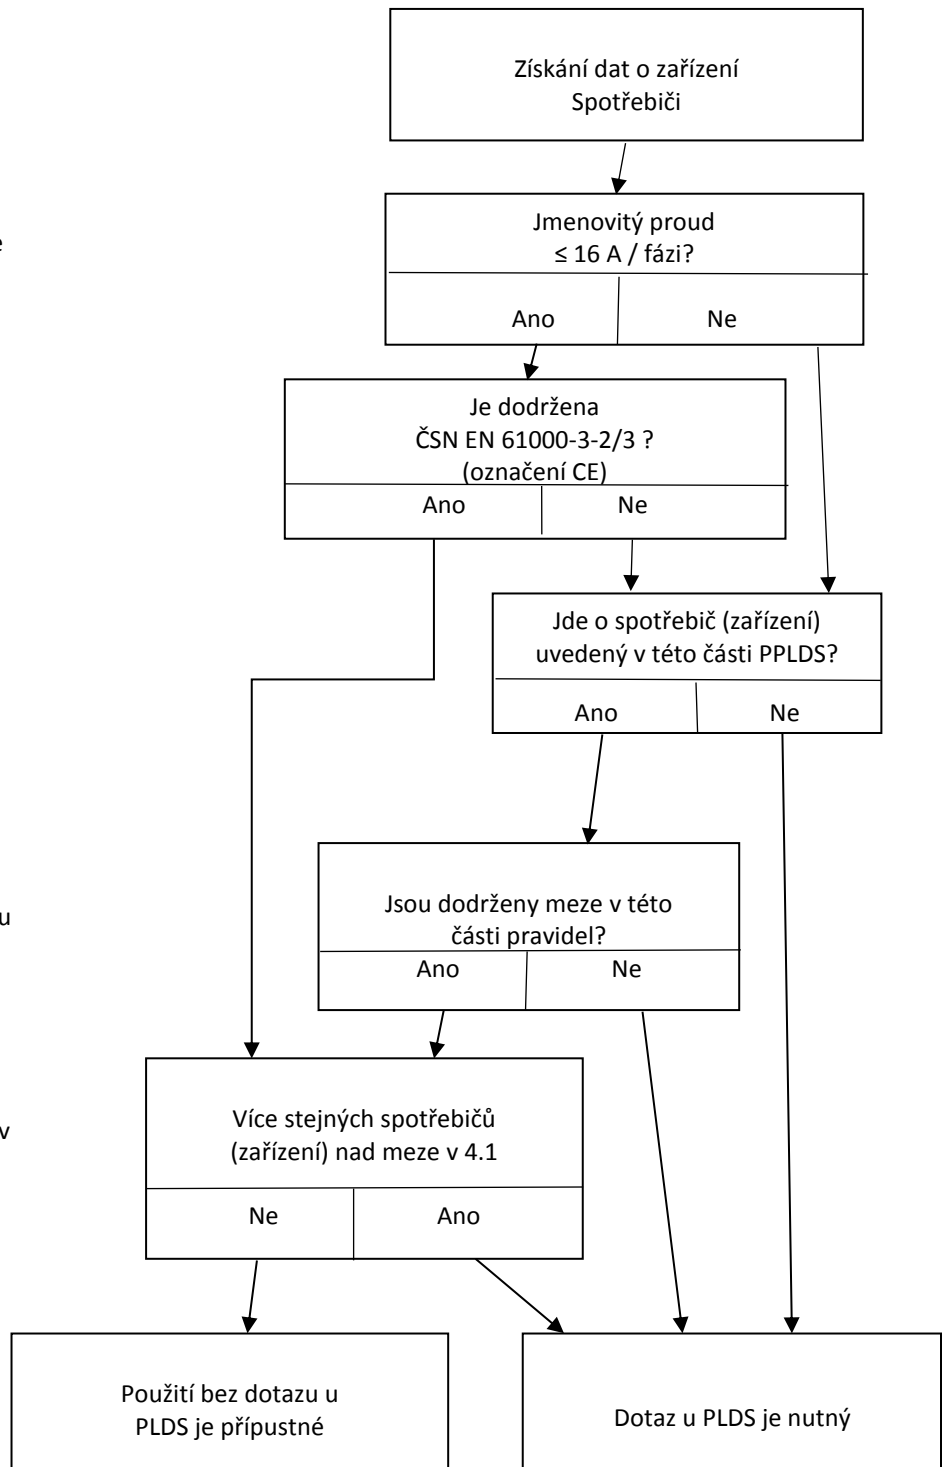 Získání dat o zařízení
Spotřebiči
e
Jmenovitý proud
≤ 16 A / fázi?
Ano Ne
Je dodržena
ČSN EN 61000-3-2/3 ?
(označení CE)
Ano Ne
Jde o spotřebič (zařízení)
uvedený v této části PPLDS?
Ano Ne
u
Jsou dodrženy meze v této
části pravidel?
Ano Ne
v
Více stejných spotřebičů
(zařízení) nad meze v 4.1
Ne Ano
Použití bez dotazu u
PLDS je přípustné
Dotaz u PLDS je nutný